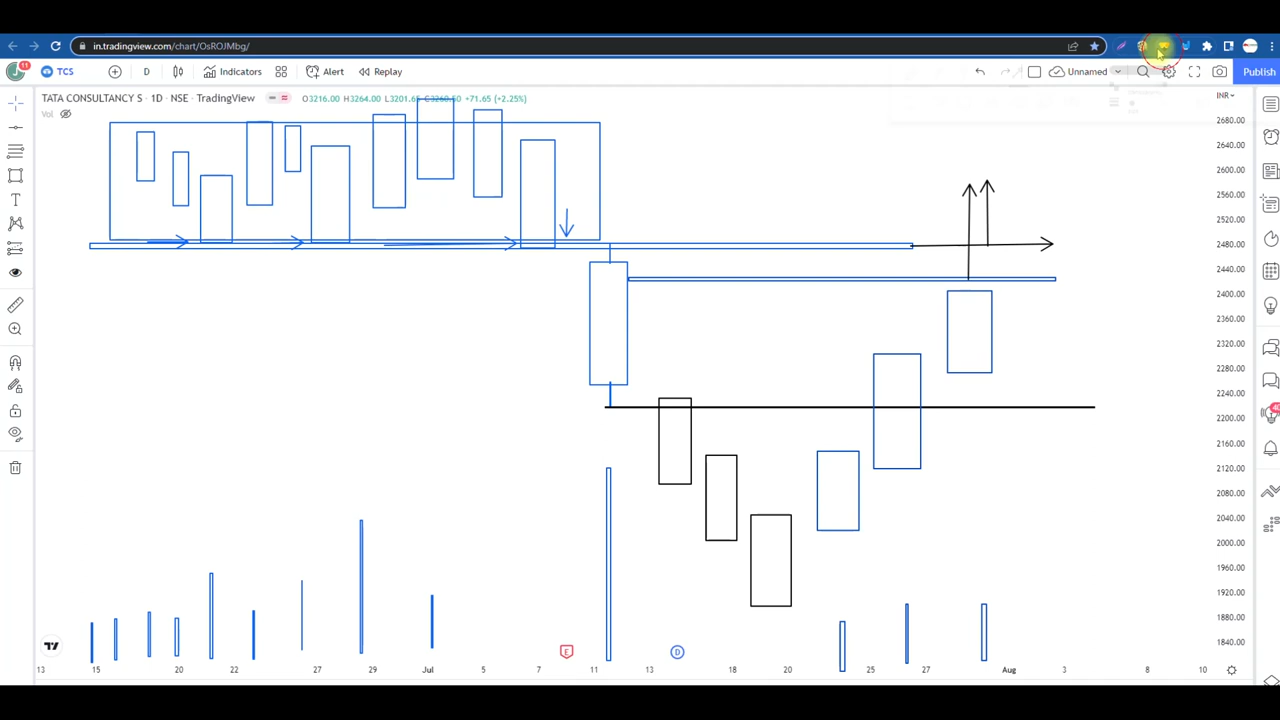 in.tradingview.com/chart/OsROJMbg/
11
TCS
D
Indicators
Alert
Replay
Unnamed
Publish
TATA CONSULTANCY S · 1D · NSE · TradingView
O3216.00 H3264.00 L3201.65 C3260.50 +71.65 (+2.25%)
INR
Vol
2680.00
2640.00
2600.00
2560.00
2520.00
2480.00
2440.00
2400.00
2360.00
2320.00
2280.00
2240.00
2200.00
2160.00
2120.00
2080.00
2040.00
2000.00
1960.00
1920.00
1880.00
1840.00
40
E
D
13
15
20
22
27
29
Jul
5
7
11
13
18
20
25
27
Aug
3
8
10